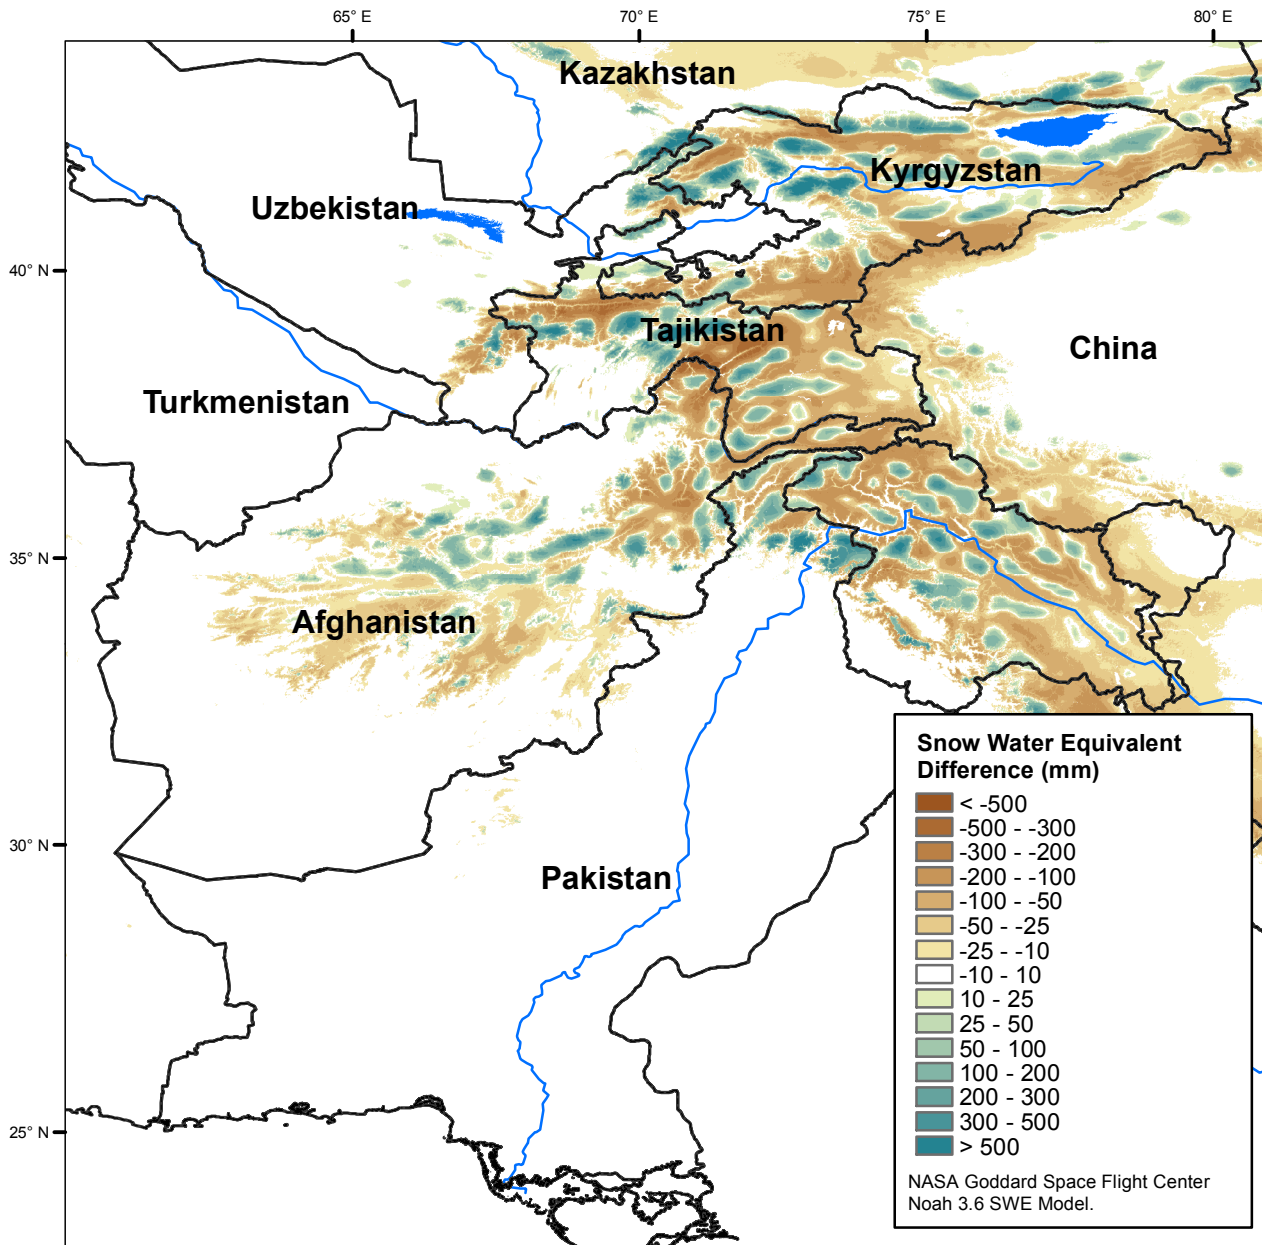 65° E
70° E
75° E
80° E
Kazakhstan
Kyrgyzstan
Uzbekistan
40° N
Tajikistan
China
Turkmenistan
35° N
Afghanistan
30° N
Pakistan
25° N
Snow Water Equivalent
Difference (mm)
< -500
-500 - -300
-300 - -200
-200 - -100
-100 - -50
-50 - -25
-25 - -10
-10 - 10
10 - 25
25 - 50
50 - 100
100 - 200
200 - 300
300 - 500
> 500
NASA Goddard Space Flight Center
Noah 3.6 SWE Model.